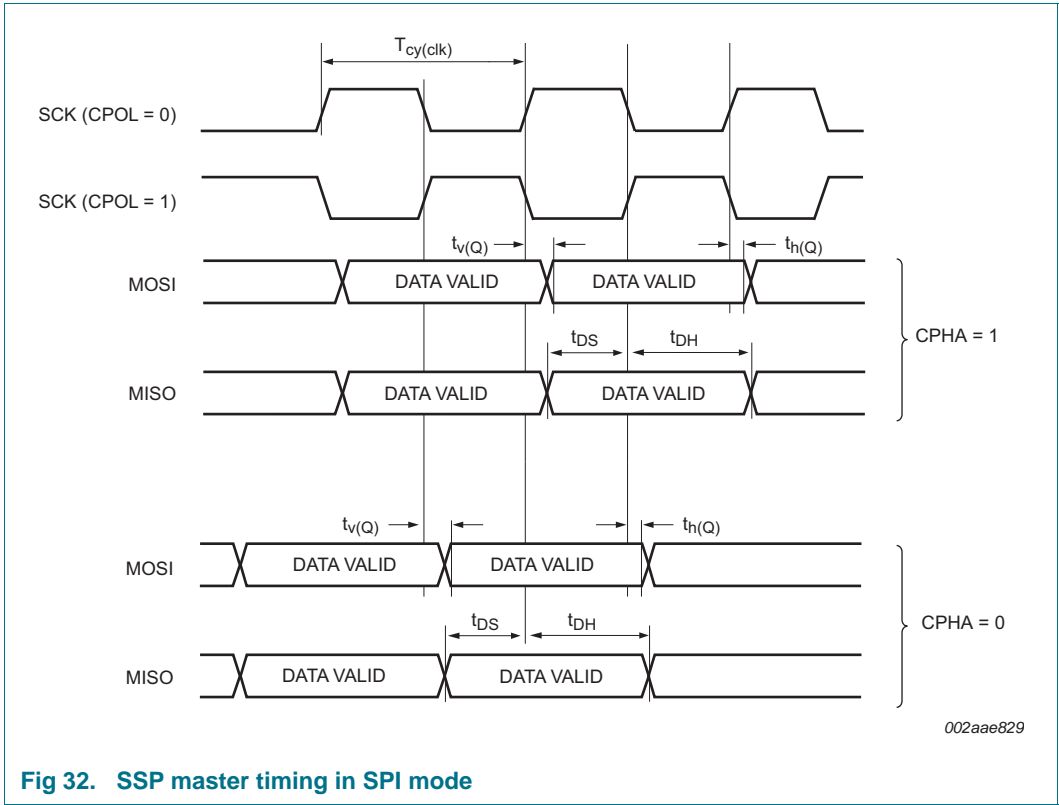 Tcy(clk)
SCK (CPOL = 0)
SCK (CPOL = 1)
tv(Q) th(Q)
MOSI DATA VALID DATA VALID
CPHA = 1
tDS tDH
MISO DATA VALID DATA VALID
tv(Q) th(Q)
MOSI DATA VALID DATA VALID
CPHA = 0
tDS tDH
MISO DATA VALID DATA VALID
002aae829
Fig 32. SSP master timing in SPI mode